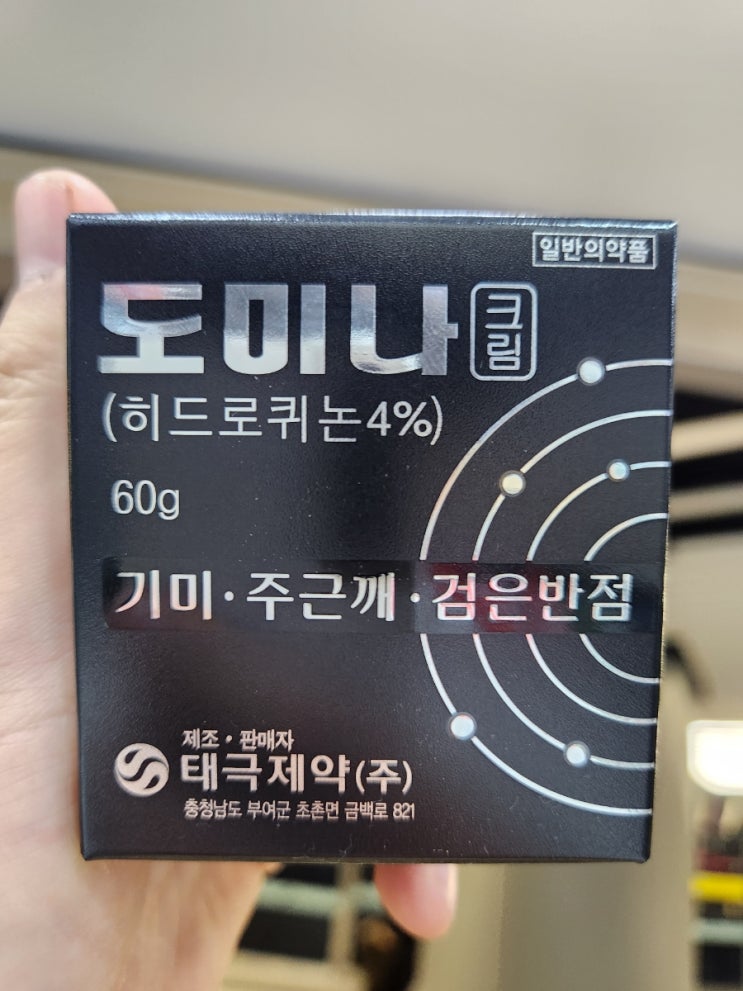 일반의약품
도미나 크림
(히드로퀴논4%)
60g
기미·주근깨·검은반점
제조·판매자
태극제약(주)
충청남도 부여군 초촌면 금백로 821